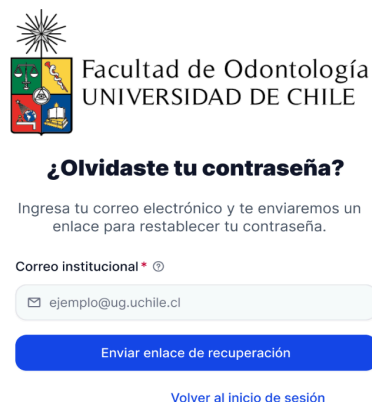 Facultad de Odontología
UNIVERSIDAD DE CHILE
¿Olvidaste tu contraseña?
Ingresa tu correo electrónico y te enviaremos un
enlace para restablecer tu contraseña.
Correo institucional *
ejemplo@ug.uchile.cl
Enviar enlace de recuperación
Volver al inicio de sesión